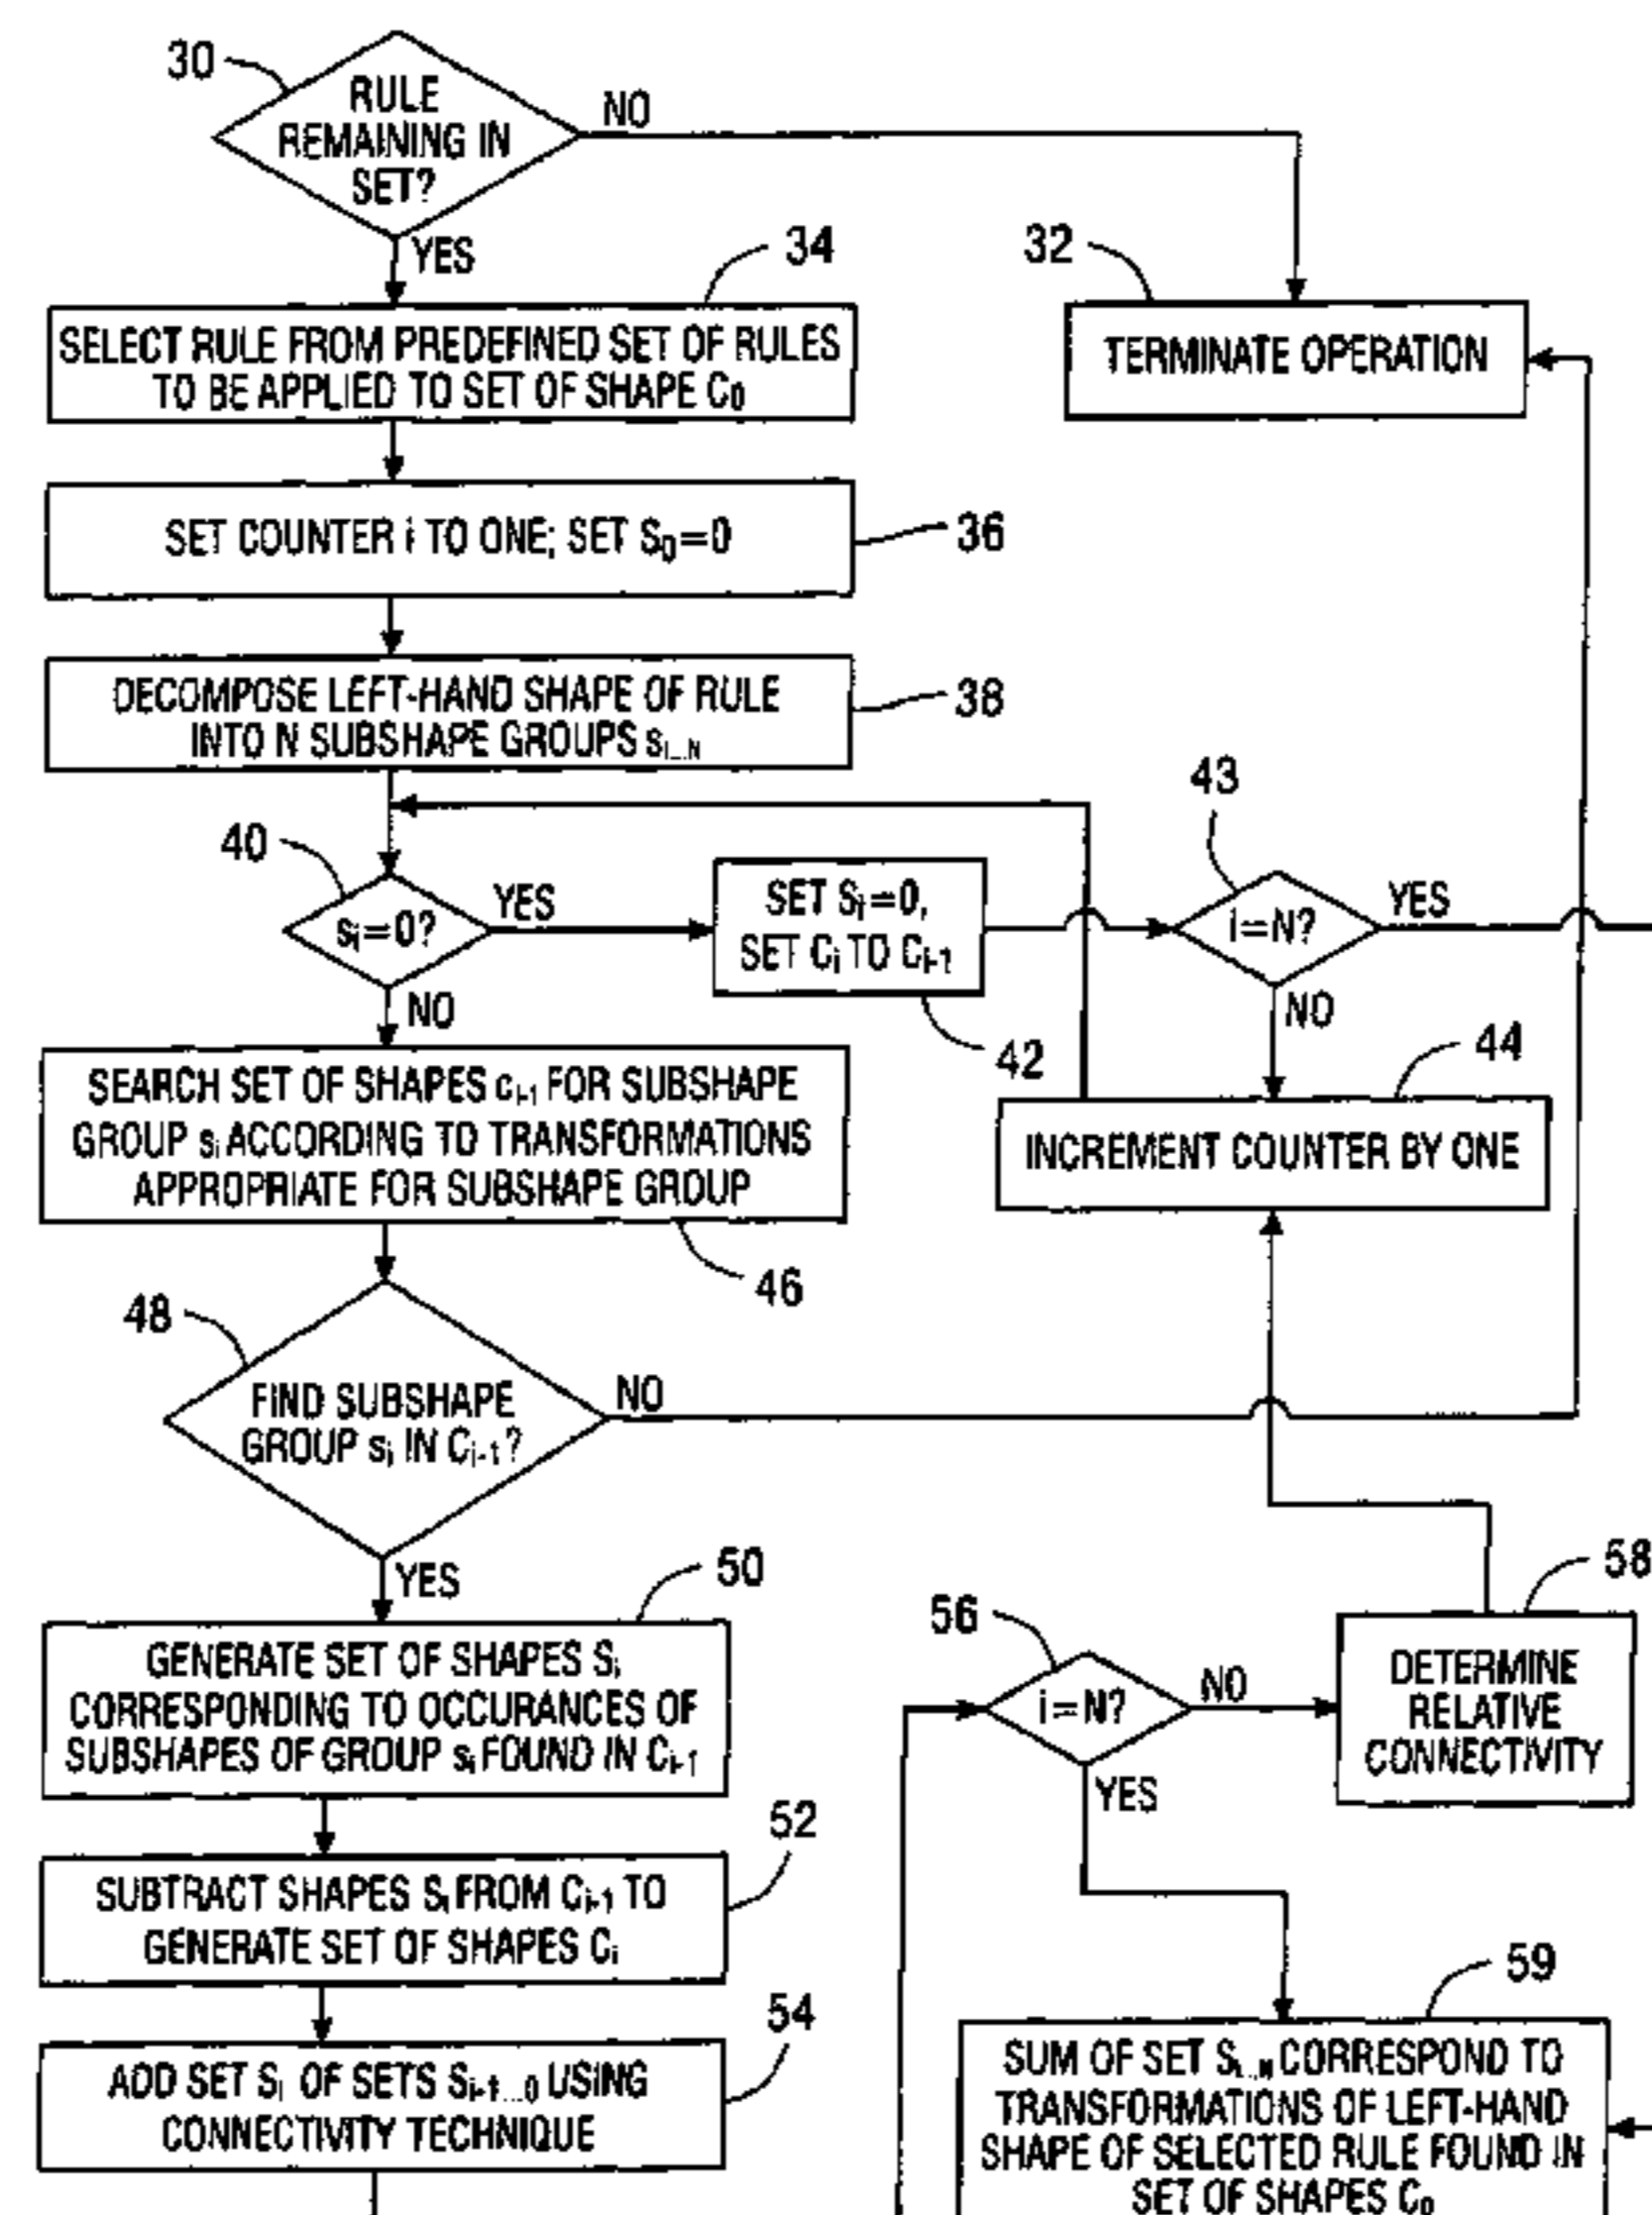 30
RULE
REMAINING IN
SET?
NO
YES
34
SELECT RULE FROM PREDEFINED SET OF RULES
TO BE APPLIED TO SET OF SHAPE C₀
32
TERMINATE OPERATION
SET COUNTER i TO ONE; SET S₀=0
36
DECOMPOSE LEFT-HAND SHAPE OF RULE
INTO N SUBSHAPE GROUPS sᵢ...N
38
40
sᵢ=0?
YES
NO
SET Sᵢ=0,
SET Cᵢ TO Cᵢ₋₁
42
43
i=N?
YES
NO
44
INCREMENT COUNTER BY ONE
SEARCH SET OF SHAPES cᵢ₋₁ FOR SUBSHAPE
GROUP sᵢ ACCORDING TO TRANSFORMATIONS
APPROPRIATE FOR SUBSHAPE GROUP
46
48
FIND SUBSHAPE
GROUP sᵢ IN Cᵢ₋₁?
NO
YES
50
GENERATE SET OF SHAPES Sᵢ
CORRESPONDING TO OCCURANCES OF
SUBSHAPES OF GROUP sᵢ FOUND IN Cᵢ₋₁
52
SUBTRACT SHAPES Sᵢ FROM Cᵢ₋₁ TO
GENERATE SET OF SHAPES Cᵢ
54
ADD SET Sᵢ OF SETS Sᵢ₋₁...₀ USING
CONNECTIVITY TECHNIQUE
56
i=N?
NO
YES
58
DETERMINE
RELATIVE
CONNECTIVITY
59
SUM OF SET Sᵢ...N CORRESPOND TO
TRANSFORMATIONS OF LEFT-HAND
SHAPE OF SELECTED RULE FOUND IN
SET OF SHAPES C₀